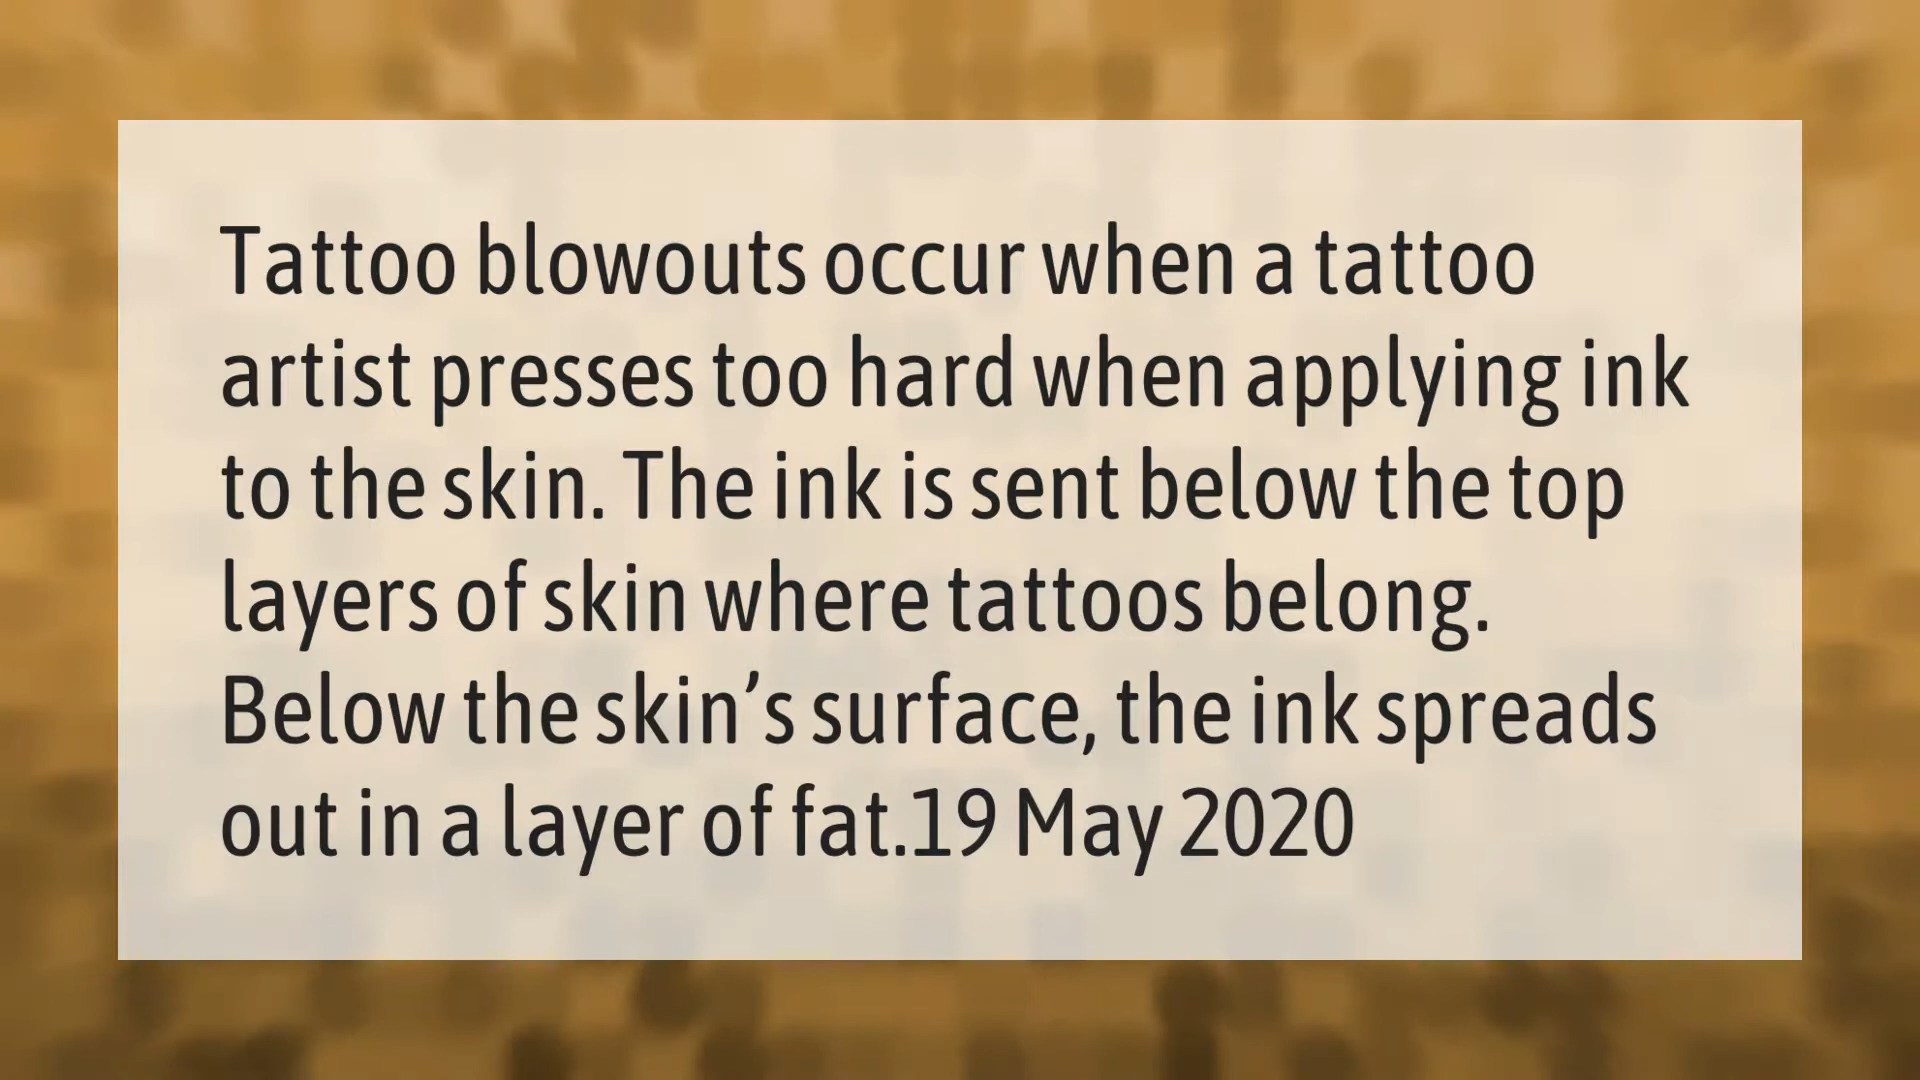 Tattoo blowouts occur when a tattoo
artist presses too hard when applying ink
to the skin. The ink is sent below the top
layers of skin where tattoos belong.
Below the skin’s surface, the ink spreads
out in a layer of fat.19 May 2020